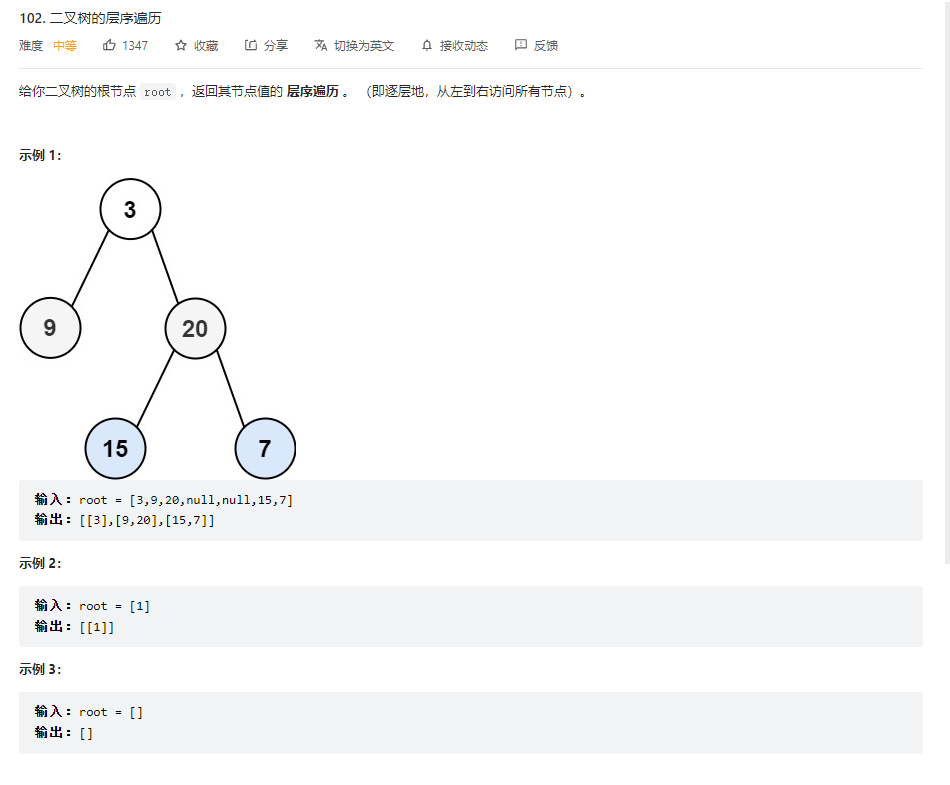 102. 二叉树的层序遍历
难度 中等 1347 收藏 分享 切换为英文 接收动态 反馈
给你二叉树的根节点 root ，返回其节点值的 层序遍历 。 （即逐层地，从左到右访问所有节点）。
示例 1：
3
9 20
15 7
输入：root = [3,9,20,null,null,15,7]
输出：[[3],[9,20],[15,7]]
示例 2：
输入：root = [1]
输出：[[1]]
示例 3：
输入：root = []
输出：[]